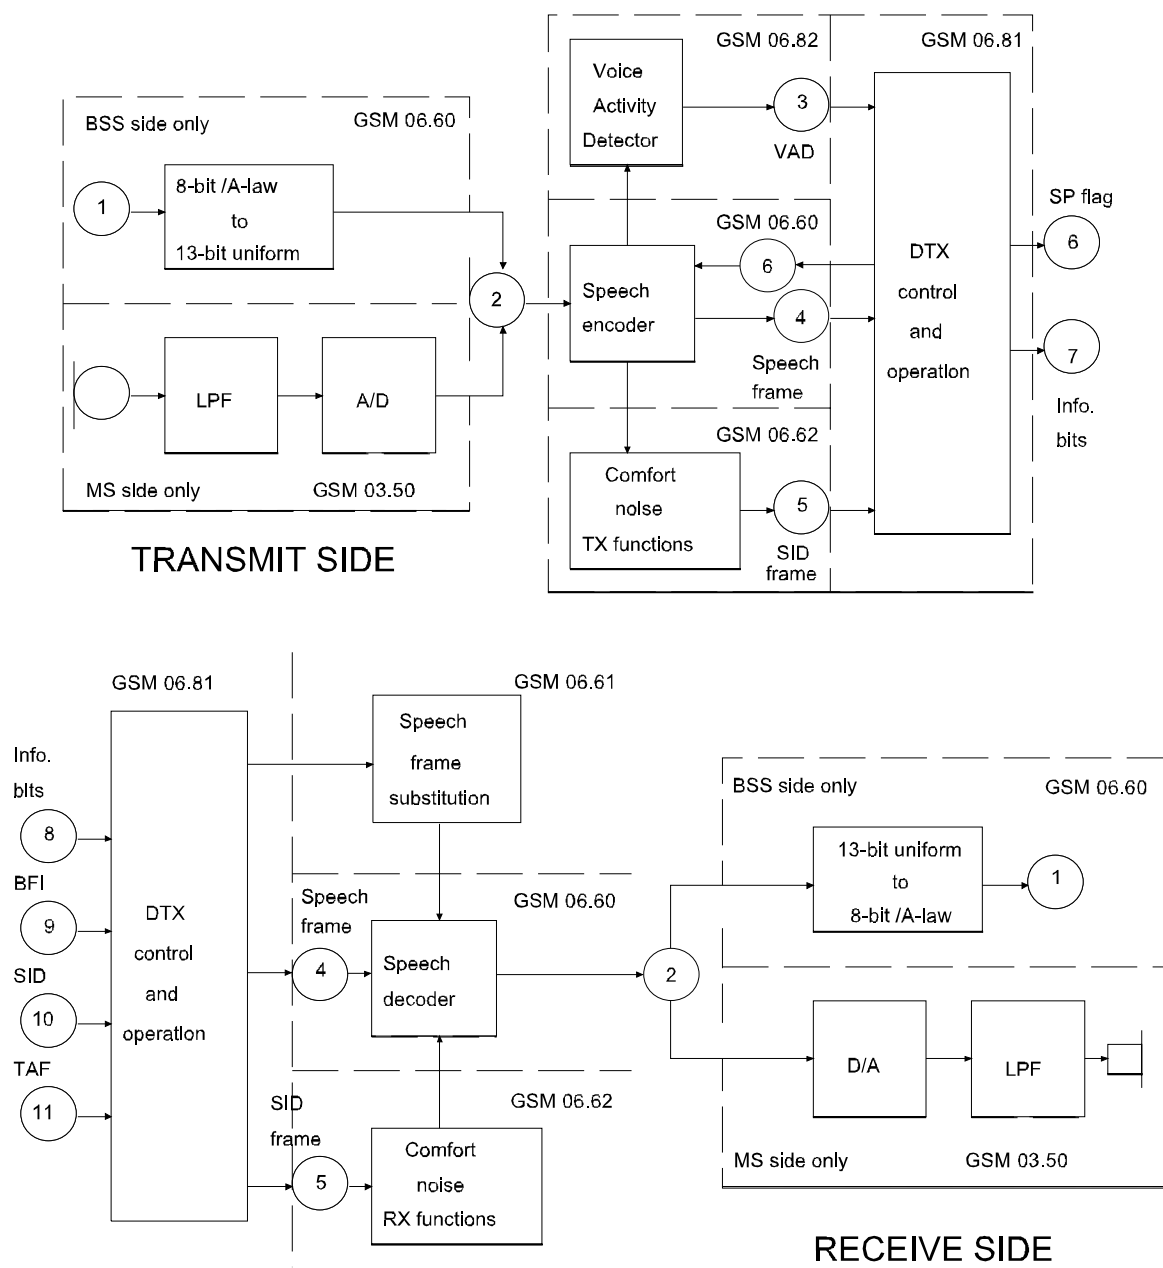 GSM 06.82
GSM 06.81
Voice
Activity
Detector
3
VAD
BSS side only
GSM 06.60
1
8-bit /A-law
to
13-bit uniform
2
GSM 06.60
Speech
encoder
6
4
Speech
frame
DTX
control
and
operation
SP flag
6
7
Info.
bits
LPF
A/D
MS side only
GSM 03.50
GSM 06.62
Comfort
noise
TX functions
5
SID
frame
TRANSMIT SIDE
GSM 06.81
GSM 06.61
Speech
frame
substitution
Info.
bits
8
BFI
9
SID
10
TAF
11
DTX
control
and
operation
Speech
frame
4
GSM 06.60
Speech
decoder
2
SID
frame
5
GSM 06.62
Comfort
noise
RX functions
BSS side only
GSM 06.60
13-bit uniform
to
8-bit /A-law
1
D/A
LPF
MS side only
GSM 03.50
RECEIVE SIDE